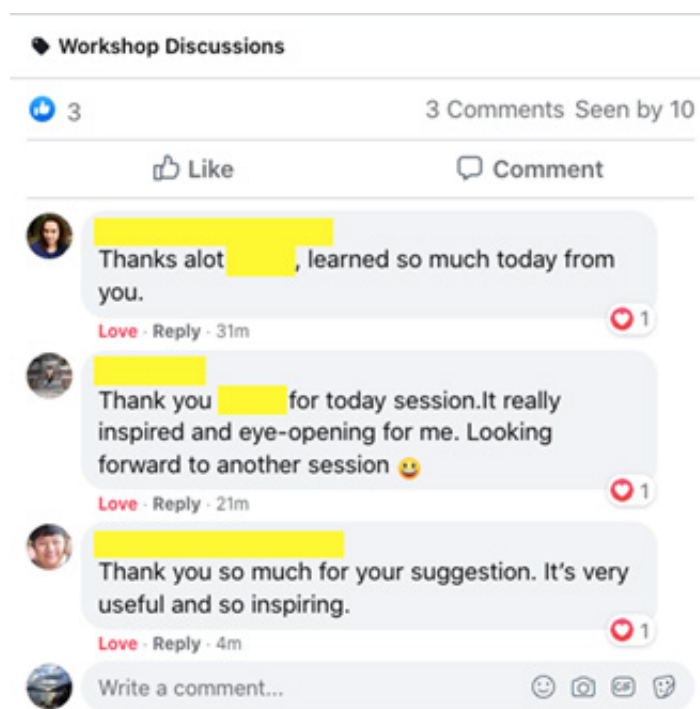 Workshop Discussions
3
3 Comments Seen by 10
Like
Comment
Thanks alot , learned so much today from
you.
1
Love · Reply · 31m
Thank you for today session.It really
inspired and eye-opening for me. Looking
forward to another session
1
Love · Reply · 21m
Thank you so much for your suggestion. It's very
useful and so inspiring.
1
Love · Reply · 4m
Write a comment...
GIF